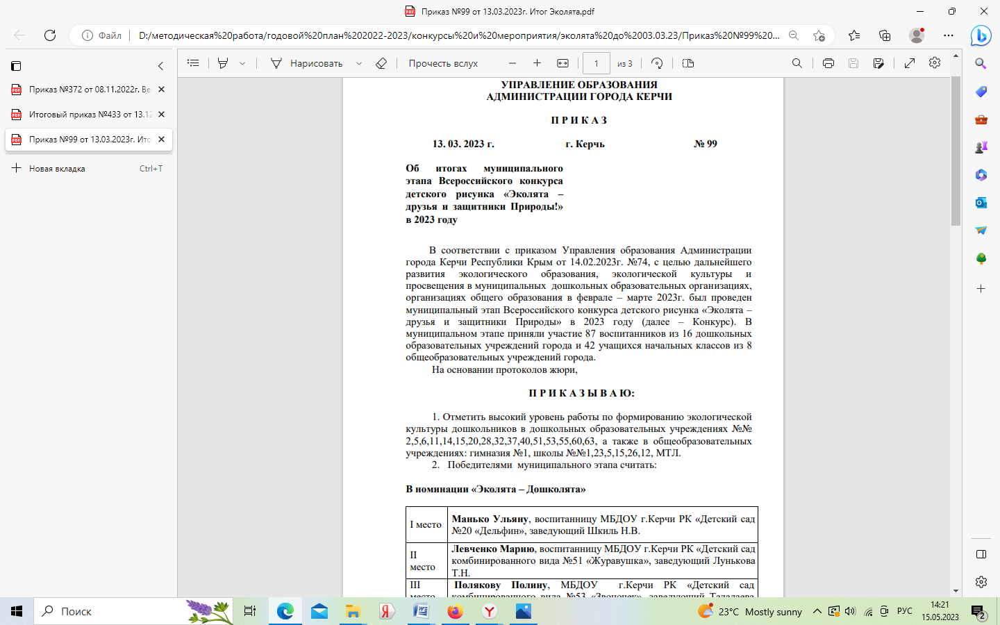 Приказ №99 от 13.03.2023г. Итог Эколята.pdf
Файл
D:/методическая%20работа/годовой%20план%202022-2023/конкурсы%20и%20мероприятия/эколята%20до%2003.03.23/Приказ%20№99%20...
Нарисовать
Прочесть вслух
1
из 3
Приказ №372 от 08.11.2022г. Ве
Итоговый приказ №433 от 13.12
Приказ №99 от 13.03.2023г. Ито
Новая вкладка
Ctrl+T
УПРАВЛЕНИЕ ОБРАЗОВАНИЯ
АДМИНИСТРАЦИИ ГОРОДА КЕРЧИ
П Р И К А З
13. 03. 2023 г. г. Керчь № 99
Об итогах муниципального
этапа Всероссийского конкурса
детского рисунка «Эколята –
друзья и защитники Природы!»
в 2023 году
В соответствии с приказом Управления образования Администрации
города Керчи Республики Крым от 14.02.2023г. №74, с целью дальнейшего
развития экологического образования, экологической культуры и
просвещения в муниципальных дошкольных образовательных организациях,
организациях общего образования в феврале – марте 2023г. был проведен
муниципальный этап Всероссийского конкурса детского рисунка «Эколята –
друзья и защитники Природы» в 2023 году (далее – Конкурс). В
муниципальном этапе приняли участие 87 воспитанников из 16 дошкольных
образовательных учреждений города и 42 учащихся начальных классов из 8
общеобразовательных учреждений города.
На основании протоколов жюри,
П Р И К А З Ы В А Ю:
1. Отметить высокий уровень работы по формированию экологической
культуры дошкольников в дошкольных образовательных учреждениях №№
2,5,6,11,14,15,20,28,32,37,40,51,53,55,60,63, а также в общеобразовательных
учреждениях: гимназия №1, школы №№1,23,5,15,26,12, МТЛ.
2. Победителями муниципального этапа считать:
В номинации «Эколята – Дошколята»
I место
Манько Ульяну, воспитанницу МБДОУ г.Керчи РК «Детский сад
№20 «Дельфин», заведующий Шкиль Н.В.
II
место
Левченко Марию, воспитанницу МБДОУ г.Керчи РК «Детский сад
комбинированного вида №51 «Журавушка», заведующий Лунькова
Т.Н.
III
место
Полякову Полину, МБДОУ г.Керчи РК «Детский сад
комбинированного вида №53 «Звоночек», заведующий Талалаева
Поиск
23°C Mostly sunny
РУС
14:21
15.05.2023
2